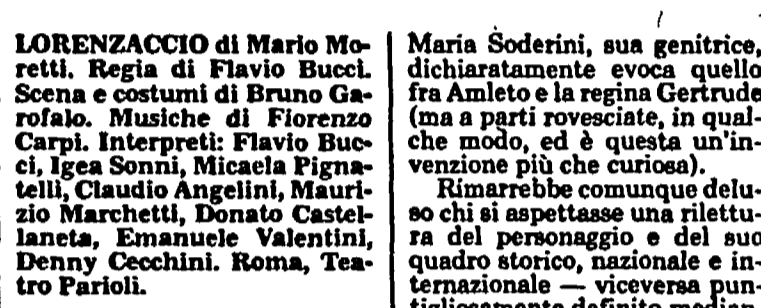 LORENZACCIO di Mario Mo-
retti. Regia di Flavio Bucci.
Scena e costumi di Bruno Ga-
rofalo. Musiche di Fiorenzo
Carpi. Interpreti: Flavio Buc-
ci, Igea Sonni, Micaela Pigna-
telli, Claudio Angelini, Mauri-
zio Marchetti, Donato Castel-
laneta, Emanuele Valentini,
Denny Cecchini. Roma, Tea-
tro Parioli.
Maria Soderini, sua genitrice,
dichiaratamente evoca quello
fra Amleto e la regina Gertrude
(ma a parti rovesciate, in qual-
che modo, ed è questa un'in-
venzione più che curiosa).
Rimarrebbe comunque delu-
so chi si aspettasse una rilettu-
ra del personaggio e del suo
quadro storico, nazionale e in-
ternazionale — viceversa pun-
tigliosamente definito median-